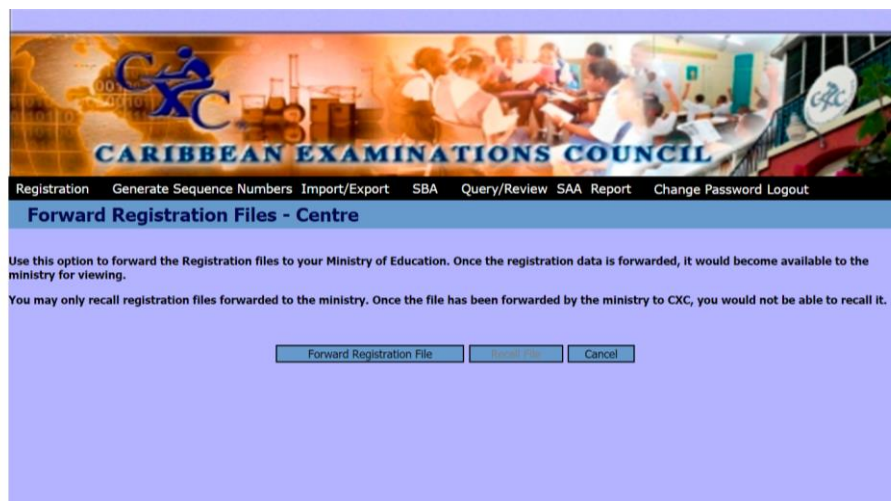 CXC
CXC
CARIBBEAN EXAMINATIONS COUNCIL
Registration Generate Sequence Numbers Import/Export SBA Query/Review SAA Report Change Password Logout
Forward Registration Files - Centre
Use this option to forward the Registration files to your Ministry of Education. Once the registration data is forwarded, it would become available to the
ministry for viewing.
You may only recall registration files forwarded to the ministry. Once the file has been forwarded by the ministry to CXC, you would not be able to recall it.
Forward Registration File Recall File Cancel